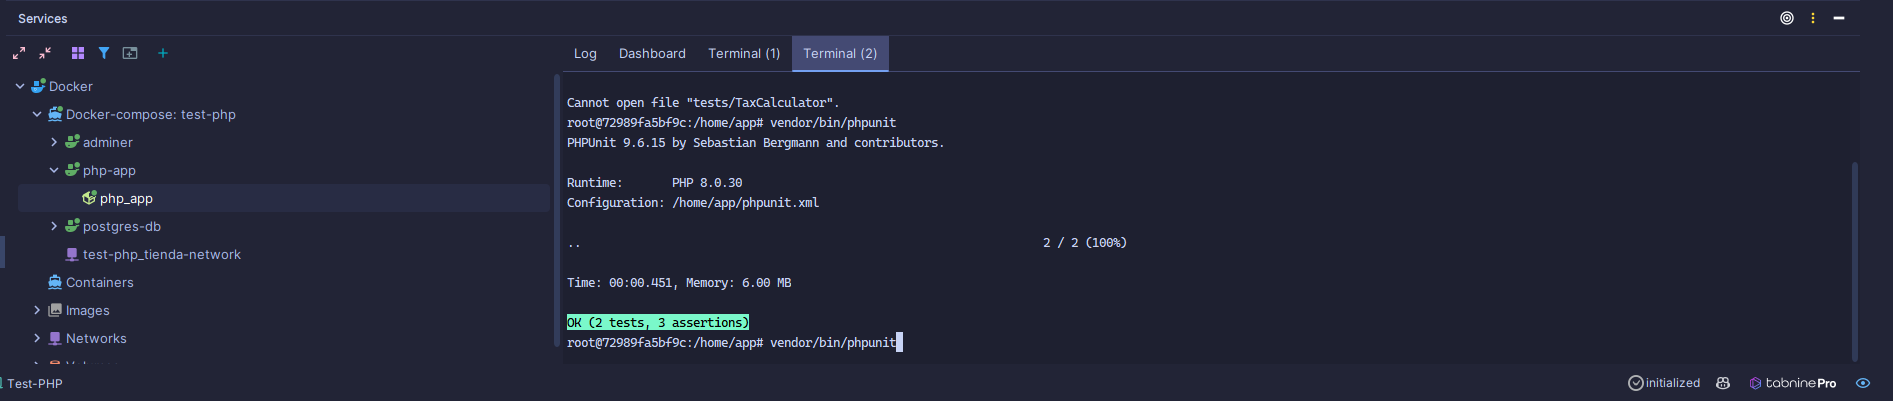 Services
Log Dashboard Terminal (1) Terminal (2)
Docker
Docker-compose: test-php
adminer
php-app
php_app
postgres-db
test-php_tienda-network
Containers
Images
Networks
Cannot open file "tests/TaxCalculator".
root@72989fa5bf9c:/home/app# vendor/bin/phpunit
PHPUnit 9.6.15 by Sebastian Bergmann and contributors.
Runtime: PHP 8.0.30
Configuration: /home/app/phpunit.xml
.. 2 / 2 (100%)
Time: 00:00.451, Memory: 6.00 MB
OK (2 tests, 3 assertions)
root@72989fa5bf9c:/home/app# vendor/bin/phpunit
Test-PHP
initialized
tabnine Pro